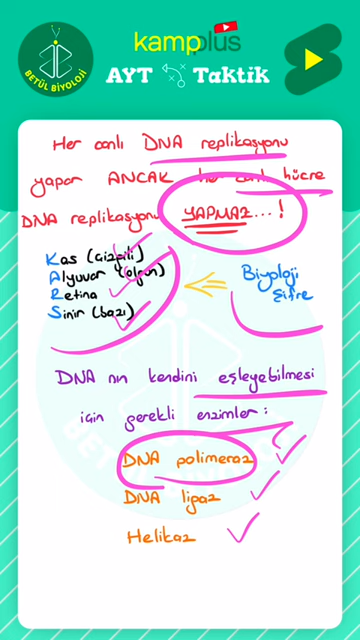 BETÜL BİYOLOJİ
kampplus
AYT Taktik
Her canlı DNA replikasyonu
yapar ANCAK her canlı hücre
DNA replikasyonu YAPMAZ...!
Kas (Çizgili)
Alyuvar (olgun)
Retina
Sinir (bazı)
Biyoloji
Şifre
DNA nın kendini eşleyebilmesi
için gerekli enzimler:
DNA polimeraz
DNA ligaz
Helikaz